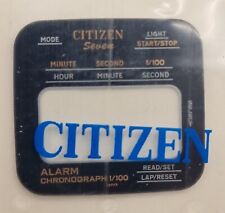 CITIZEN
Seven
MODE
LIGHT
START/STOP
MINUTE SECOND 1/100
HOUR MINUTE SECOND
CITIZEN
ALARM
CHRONOGRAPH 1/100
READ/SET
LAP/RESET